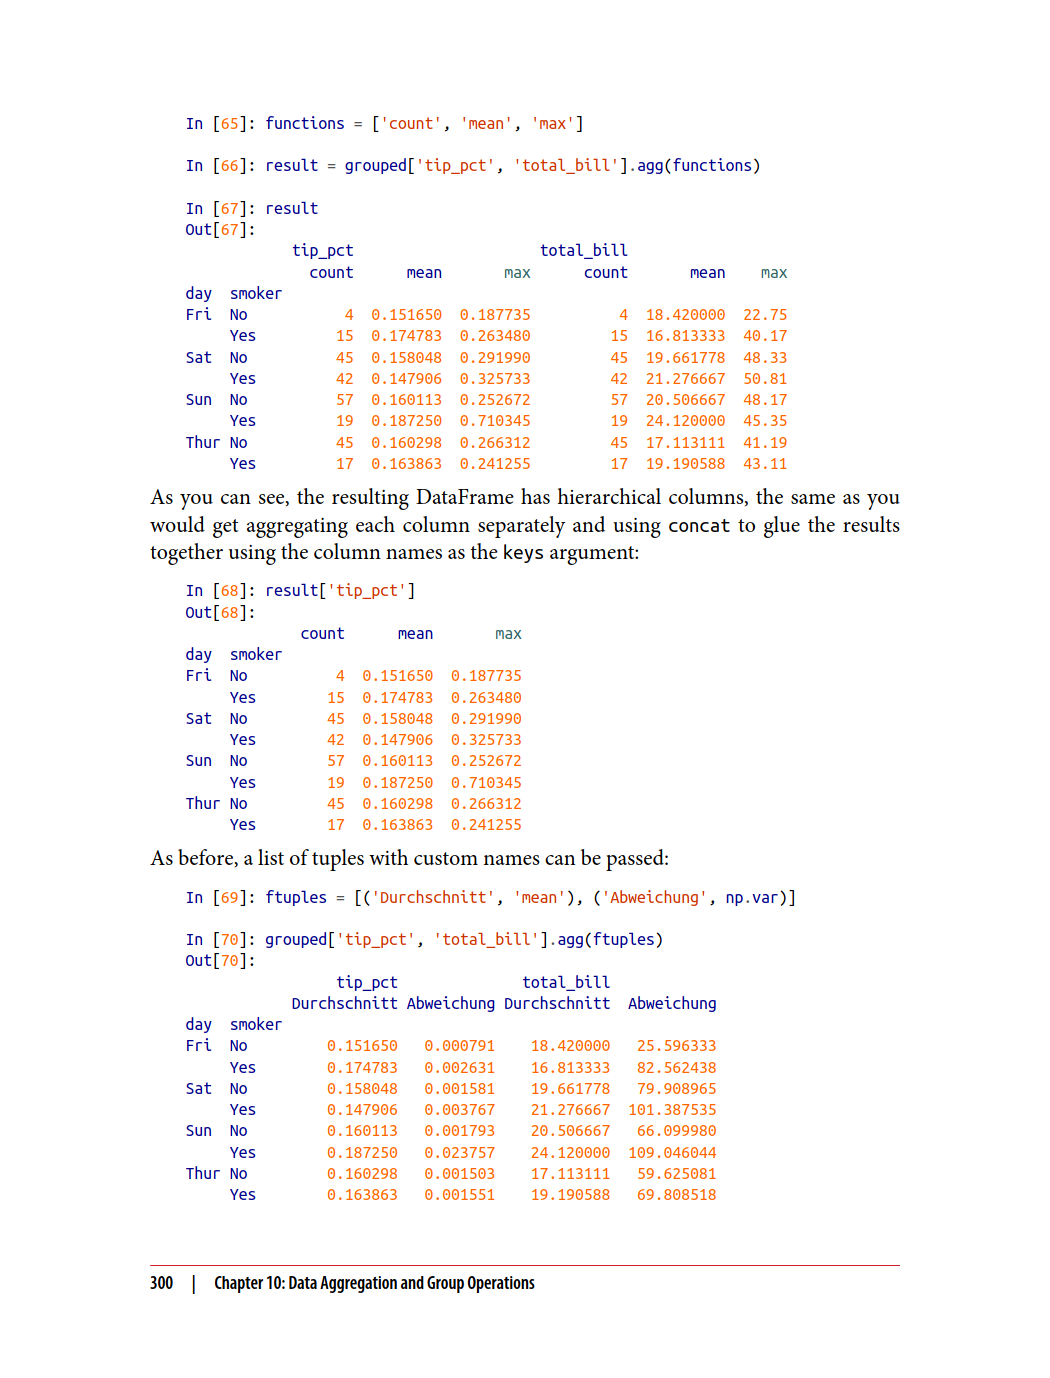 In [65]: functions = ['count', 'mean', 'max']
In [66]: result = grouped['tip_pct', 'total_bill'].agg(functions)
In [67]: result
Out[67]:
            tip_pct                     total_bill
              count      mean       max      count       mean    max
day  smoker
Fri  No           4  0.151650  0.187735          4  18.420000  22.75
     Yes         15  0.174783  0.263480         15  16.813333  40.17
Sat  No          45  0.158048  0.291990         45  19.661778  48.33
     Yes         42  0.147906  0.325733         42  21.276667  50.81
Sun  No          57  0.160113  0.252672         57  20.506667  48.17
     Yes         19  0.187250  0.710345         19  24.120000  45.35
Thur No          45  0.160298  0.266312         45  17.113111  41.19
     Yes         17  0.163863  0.241255         17  19.190588  43.11
As you can see, the resulting DataFrame has hierarchical columns, the same as you
would get aggregating each column separately and using concat to glue the results
together using the column names as the keys argument:
In [68]: result['tip_pct']
Out[68]:
             count      mean       max
day  smoker
Fri  No          4  0.151650  0.187735
     Yes        15  0.174783  0.263480
Sat  No         45  0.158048  0.291990
     Yes        42  0.147906  0.325733
Sun  No         57  0.160113  0.252672
     Yes        19  0.187250  0.710345
Thur No         45  0.160298  0.266312
     Yes        17  0.163863  0.241255
As before, a list of tuples with custom names can be passed:
In [69]: ftuples = [('Durchschnitt', 'mean'), ('Abweichung', np.var)]
In [70]: grouped['tip_pct', 'total_bill'].agg(ftuples)
Out[70]:
                 tip_pct              total_bill
            Durchschnitt Abweichung Durchschnitt  Abweichung
day  smoker
Fri  No         0.151650   0.000791    18.420000   25.596333
     Yes        0.174783   0.002631    16.813333   82.562438
Sat  No         0.158048   0.001581    19.661778   79.908965
     Yes        0.147906   0.003767    21.276667  101.387535
Sun  No         0.160113   0.001793    20.506667   66.099980
     Yes        0.187250   0.023757    24.120000  109.046044
Thur No         0.160298   0.001503    17.113111   59.625081
     Yes        0.163863   0.001551    19.190588   69.808518
300 | Chapter 10: Data Aggregation and Group Operations